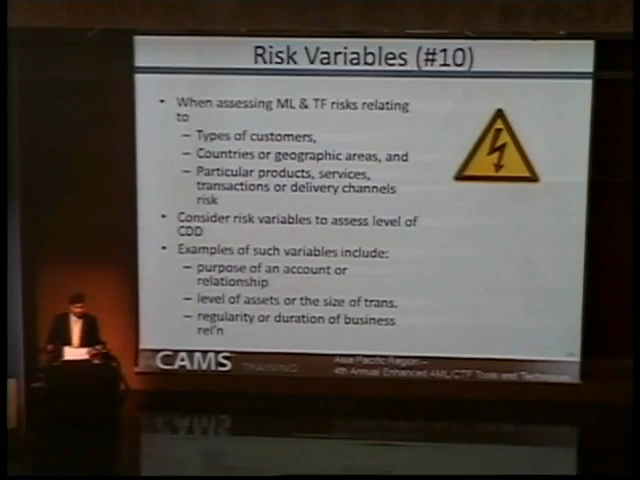 Risk Variables (#10)
• When assessing ML & TF risks relating
to
– Types of customers,
– Countries or geographic areas, and
– Particular products, services,
transactions or delivery channels
risk
• Consider risk variables to assess level of
CDD
• Examples of such variables include:
– purpose of an account or
relationship
– level of assets or the size of trans.
– regularity or duration of business
rel'n
ACAMS TRAINING
Asia Pacific Region –
4th Annual Enhanced AML/CTF Tools and Techniques